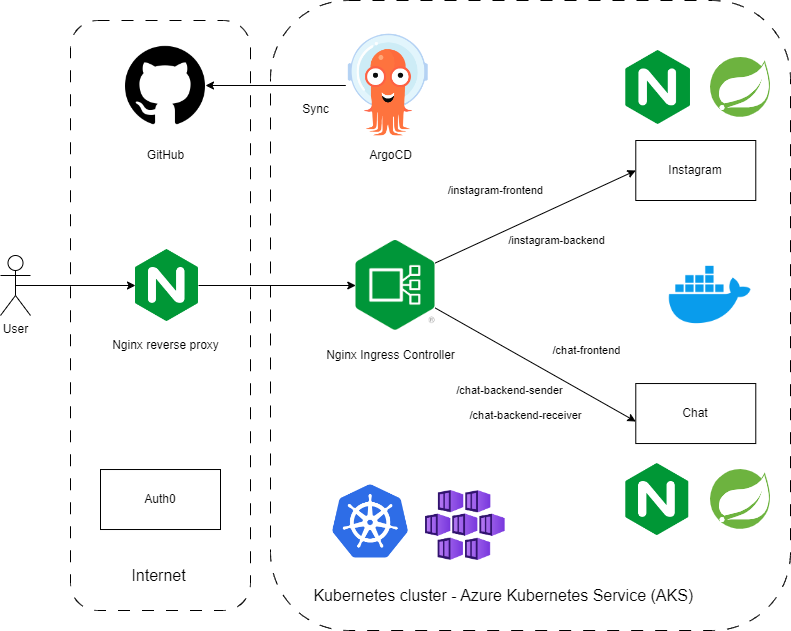 Sync
GitHub
ArgoCD
Instagram
/instagram-frontend
/instagram-backend
User
Nginx reverse proxy
Nginx Ingress Controller
/chat-frontend
/chat-backend-sender
/chat-backend-receiver
Chat
Auth0
Internet
Kubernetes cluster - Azure Kubernetes Service (AKS)